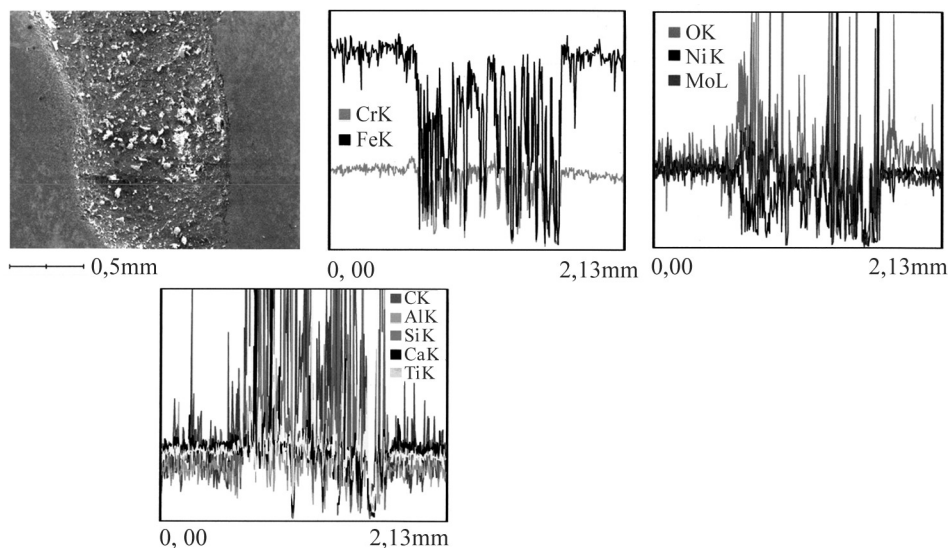 CrK
FeK
OK
NiK
MoL
0,5mm
0, 00
2,13mm
0,00
2,13mm
CK
AlK
SiK
CaK
TiK
0, 00
2,13mm